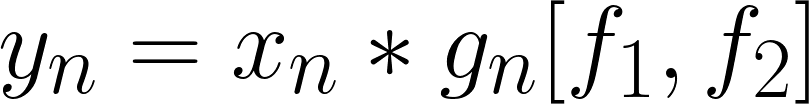 y_n = x_n * g_n[f_1, f_2]